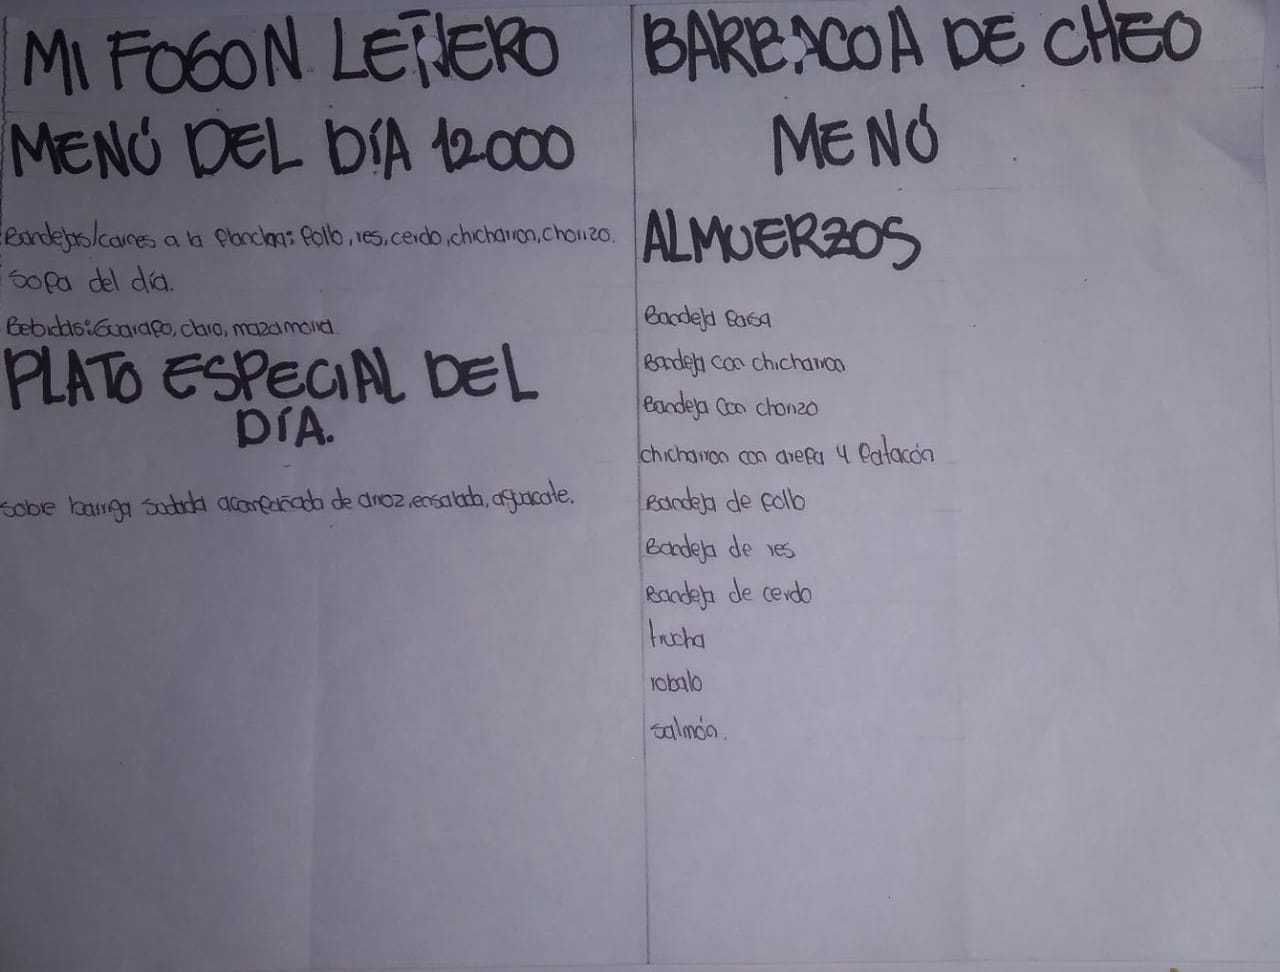 MI FOGON LEÑERO
MENÚ DEL DÍA 12.000
Bandejas/carnes a la plancha: Pollo, res, cerdo, chicharron, chorizo.
Sopa del día.
Bebidas: Guarapo, claro, mazamorra
PLATO ESPECIAL DEL
DÍA.
sobre barriga sudada acompañada de arroz, ensalada, aguacate.
BARBACOA DE CHEO
MENÚ
ALMUERZOS
Bandeja Paisa
Bandeja con chicharron
Bandeja con chorizo
chicharron con arepa y Patacón
Bandeja de Pollo
Bandeja de res
Bandeja de cerdo
trucha
robalo
salmón.